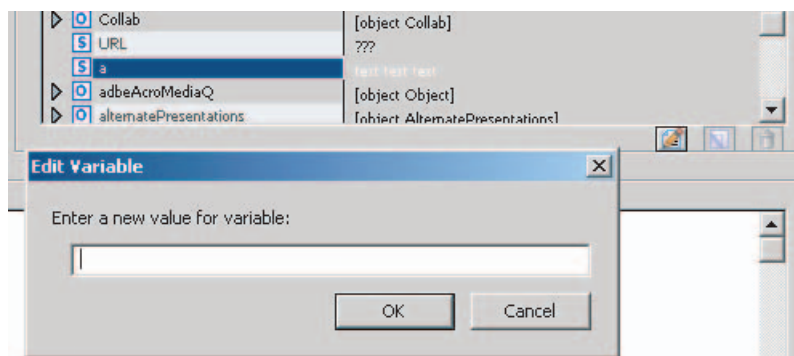 O Collab [object Collab]
S URL ???
S a test test test
O adbeAcroMediaQ [object Object]
O alternatePresentations [object AlternatePresentations]
Edit Variable
Enter a new value for variable:
OK Cancel